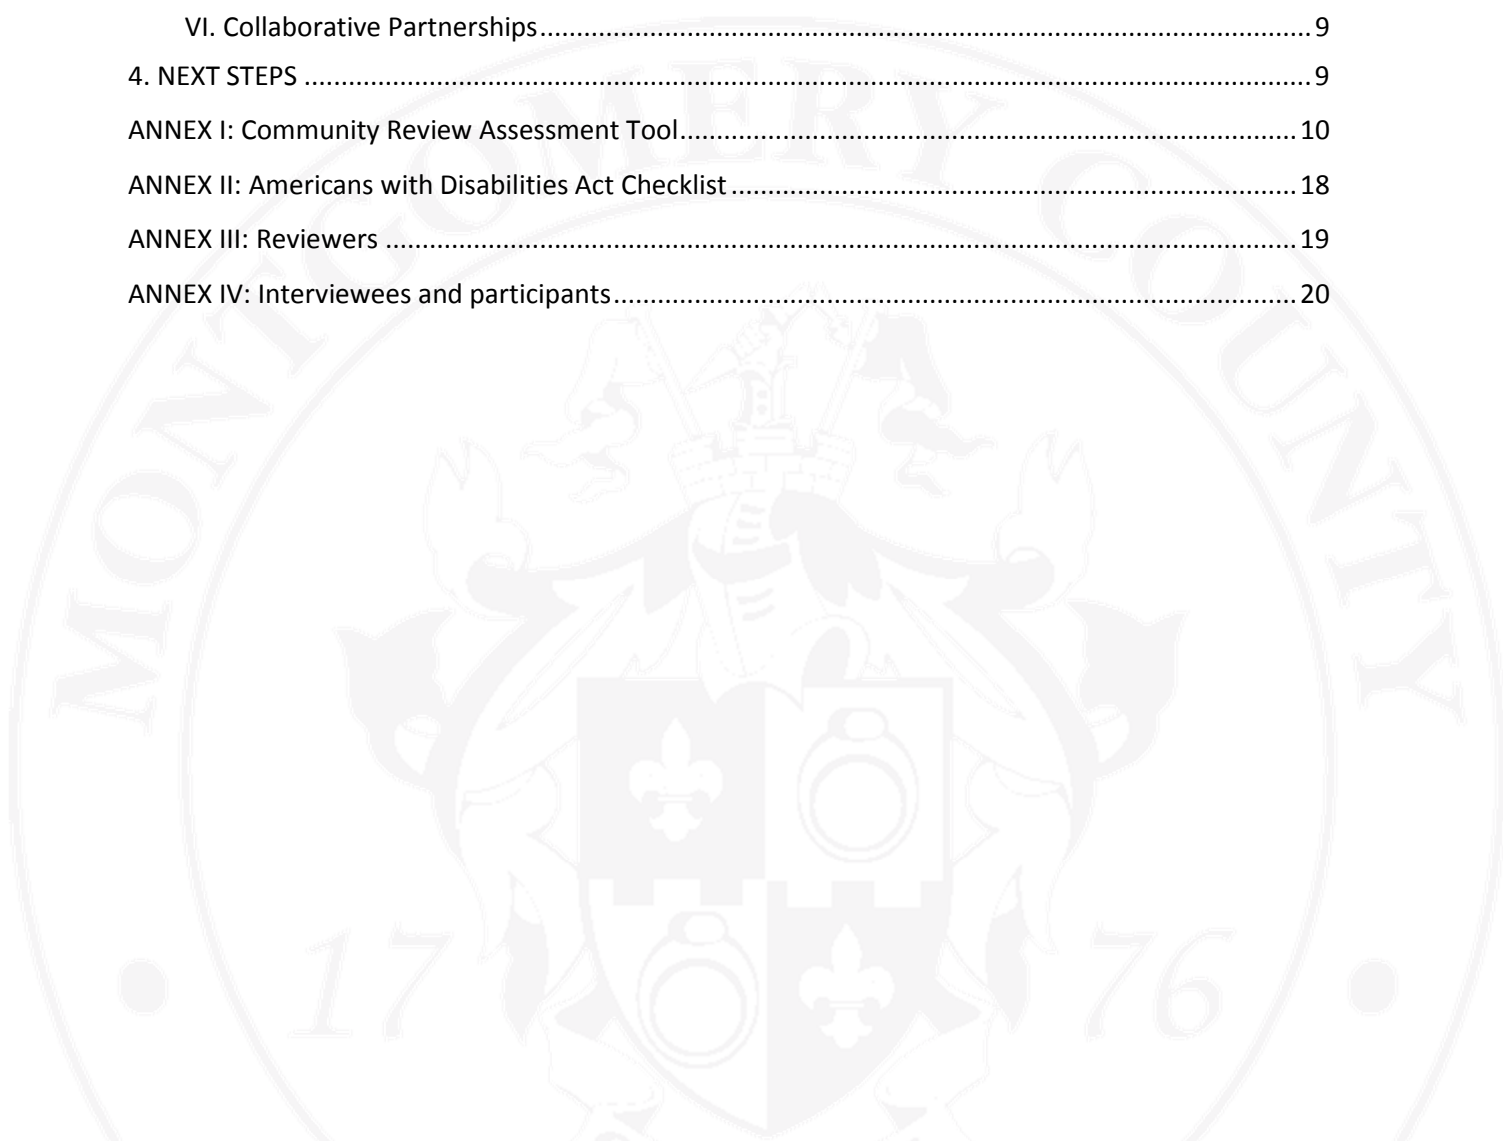 VI. Collaborative Partnerships........................................................................................................9
4. NEXT STEPS ........................................................................................................................................9
ANNEX I: Community Review Assessment Tool....................................................................................10
ANNEX II: Americans with Disabilities Act Checklist.............................................................................18
ANNEX III: Reviewers ............................................................................................................................19
ANNEX IV: Interviewees and participants.............................................................................................20
MONTGOMERY COUNTY
17 76